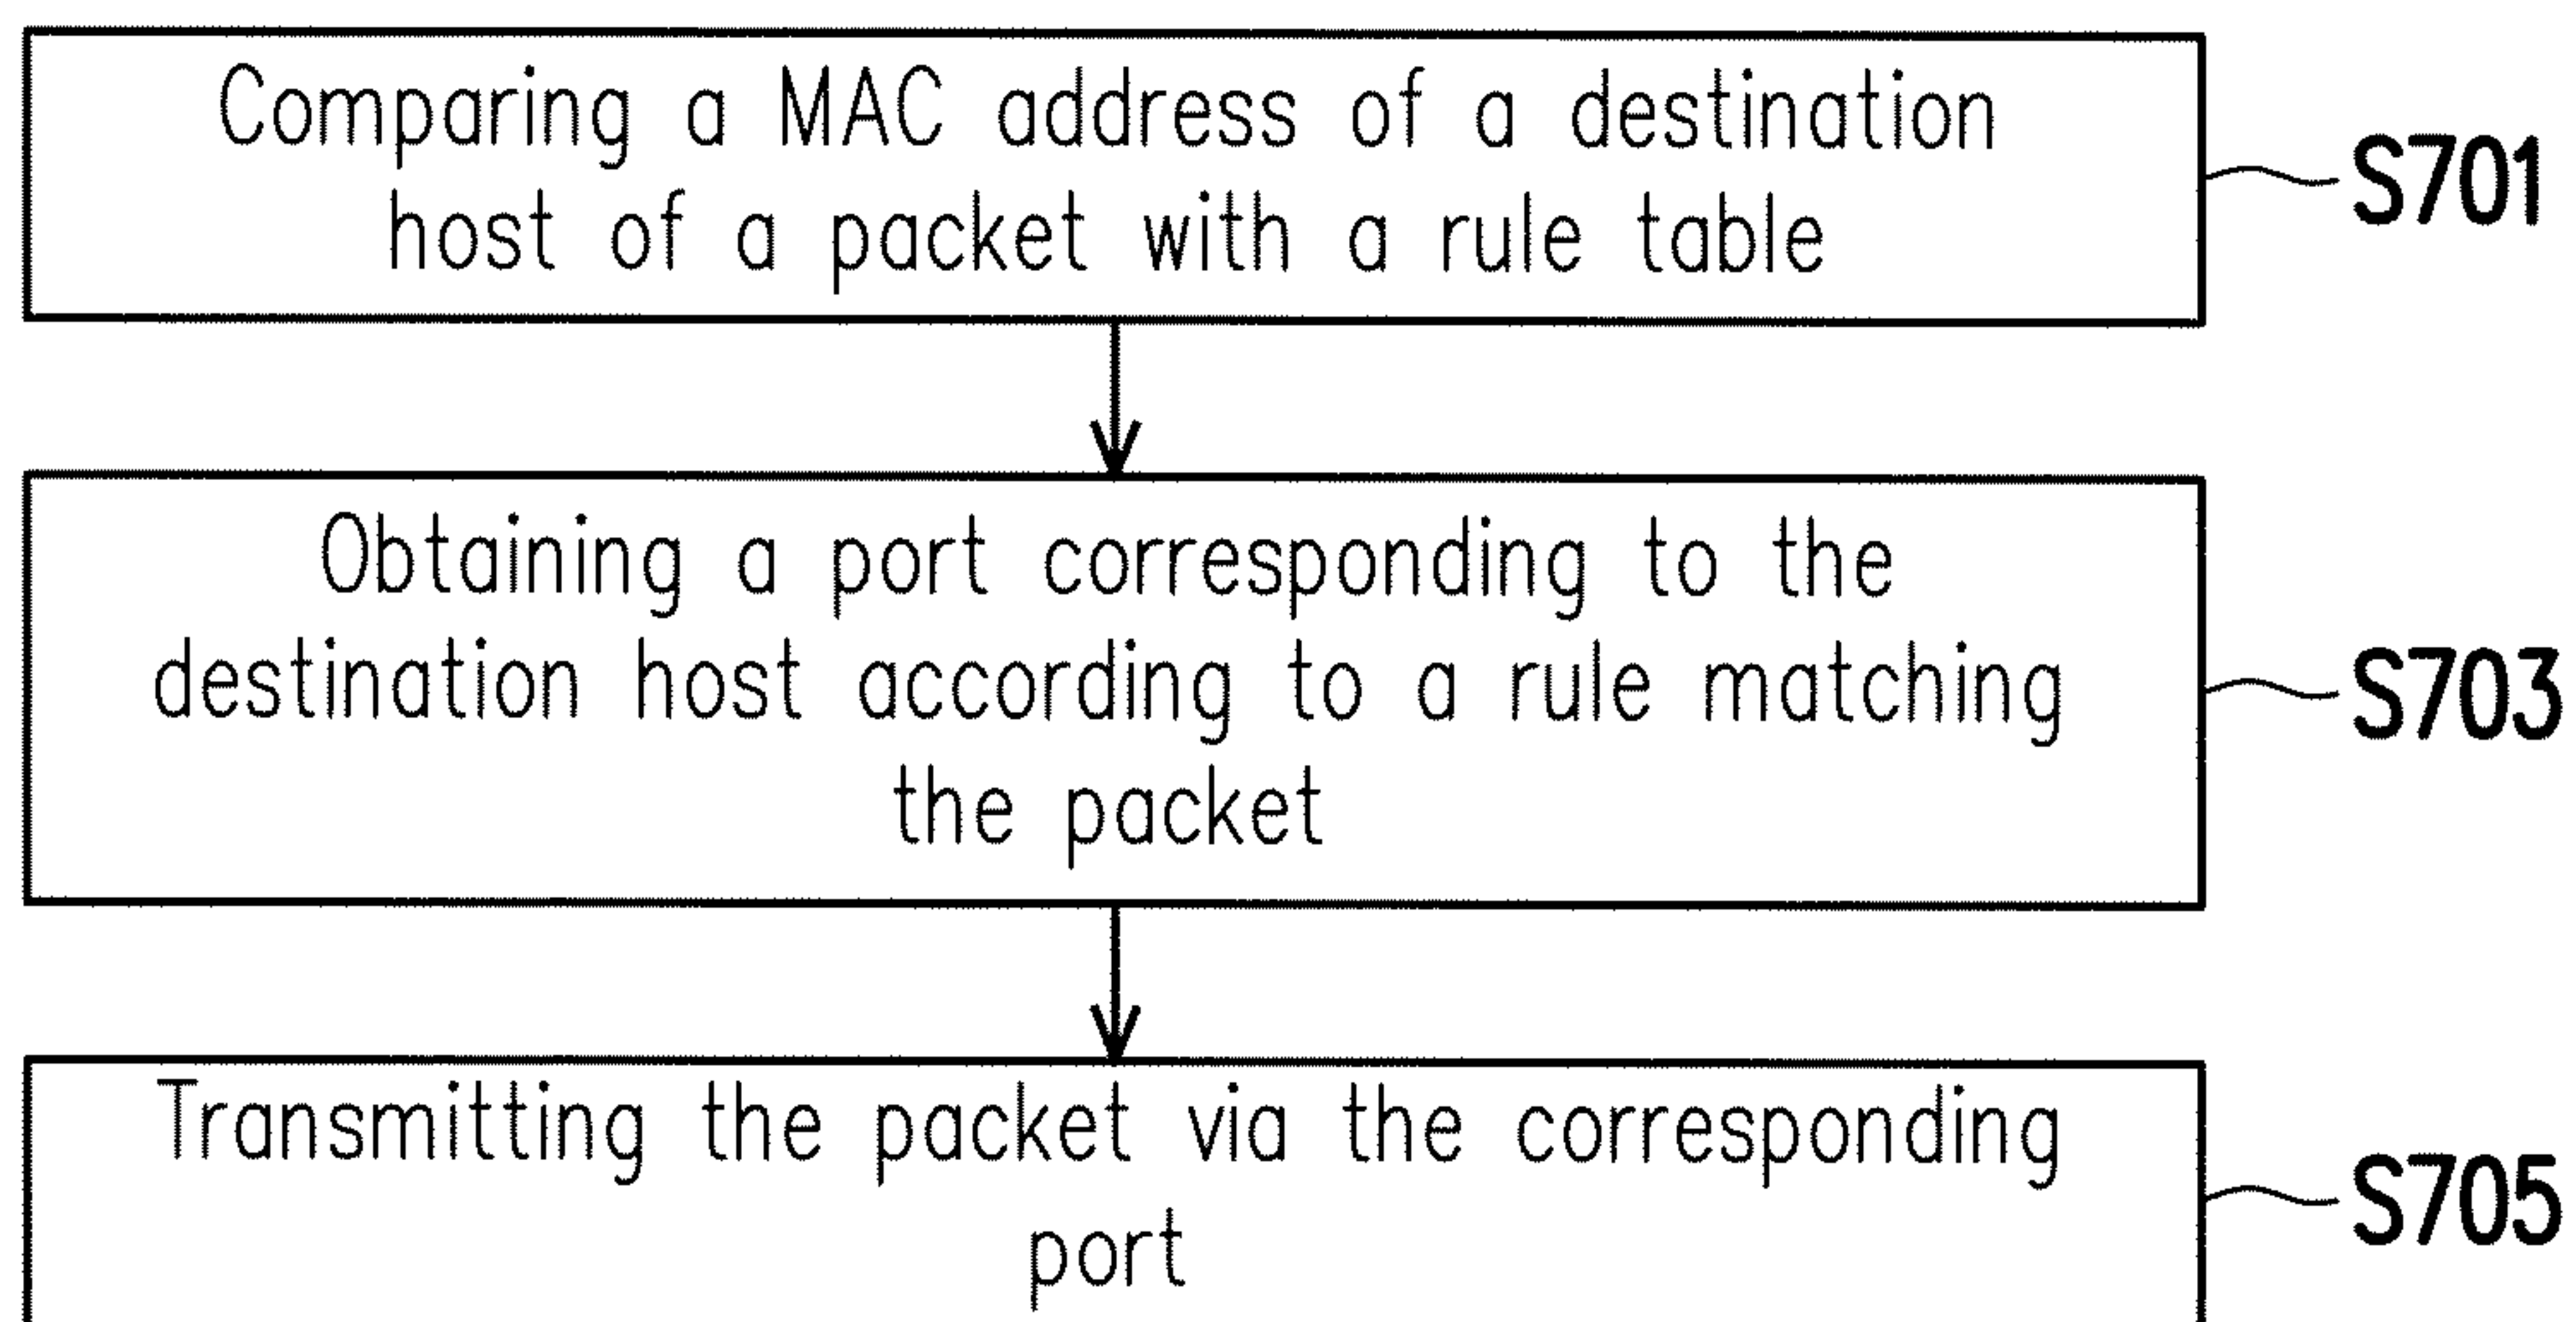 Comparing a MAC address of a destination
host of a packet with a rule table
S701
Obtaining a port corresponding to the
destination host according to a rule matching
the packet
S703
Transmitting the packet via the corresponding
port
S705